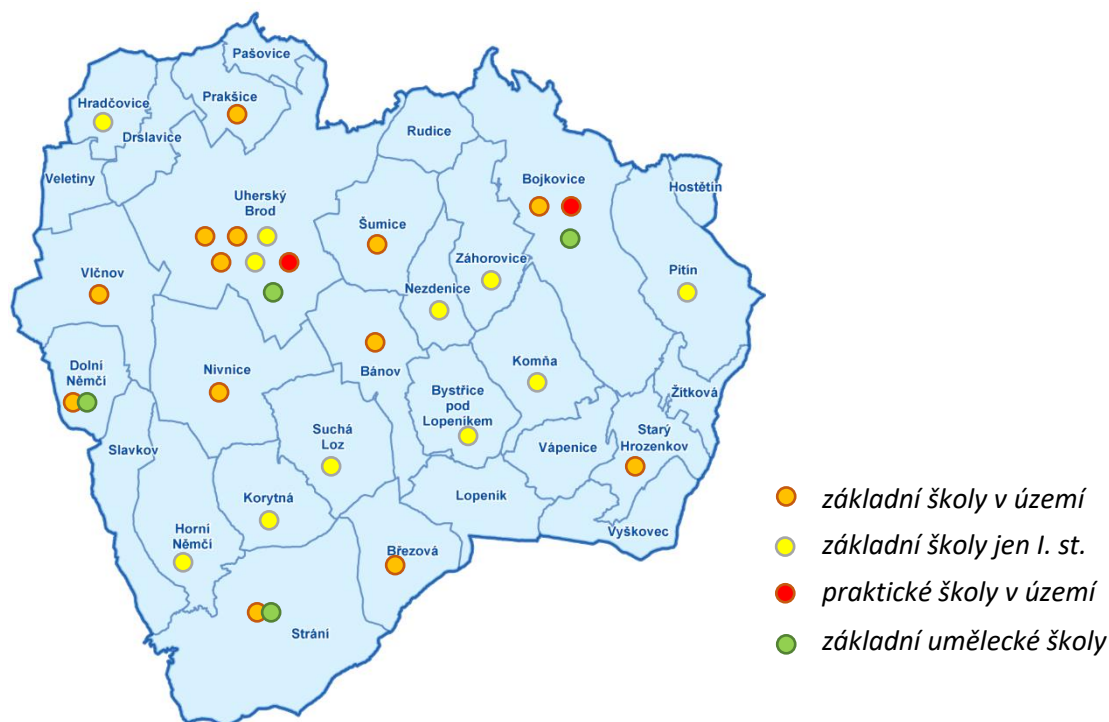 Pašovice
Prakšice
Hradčovice
Drslavice
Rudice
Veletiny
Bojkovice
Hostětín
Uherský
Brod
Šumice
Záhorovice
Vlčnov
Nezdenice
Pitín
Dolní
Němčí
Nivnice
Bánov
Komňa
Bystřice
pod
Lopeníkem
Žítková
Suchá
Loz
Starý
Hrozenkov
Slavkov
Vápenice
Korytná
Lopeník
Horní
Němčí
Vyškovec
Březová
Strání
základní školy v území
základní školy jen I. st.
praktické školy v území
základní umělecké školy